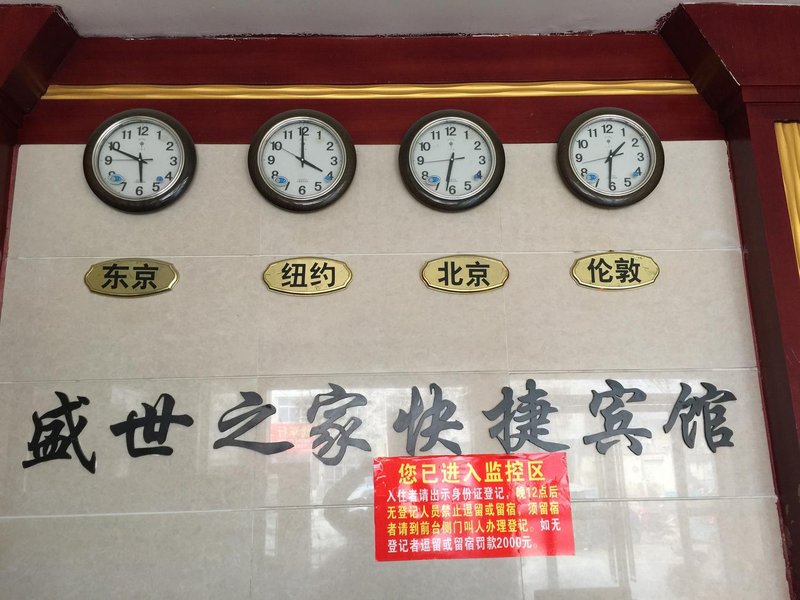 东京 纽约 北京 伦敦
盛世之家快捷宾馆
您已进入监控区
入住者请出示身份证登记，晚12点后
无登记人员禁止逗留或留宿，须留宿
者请到前台侧门叫人办理登记。如无
登记者逗留或留宿罚款2000元。